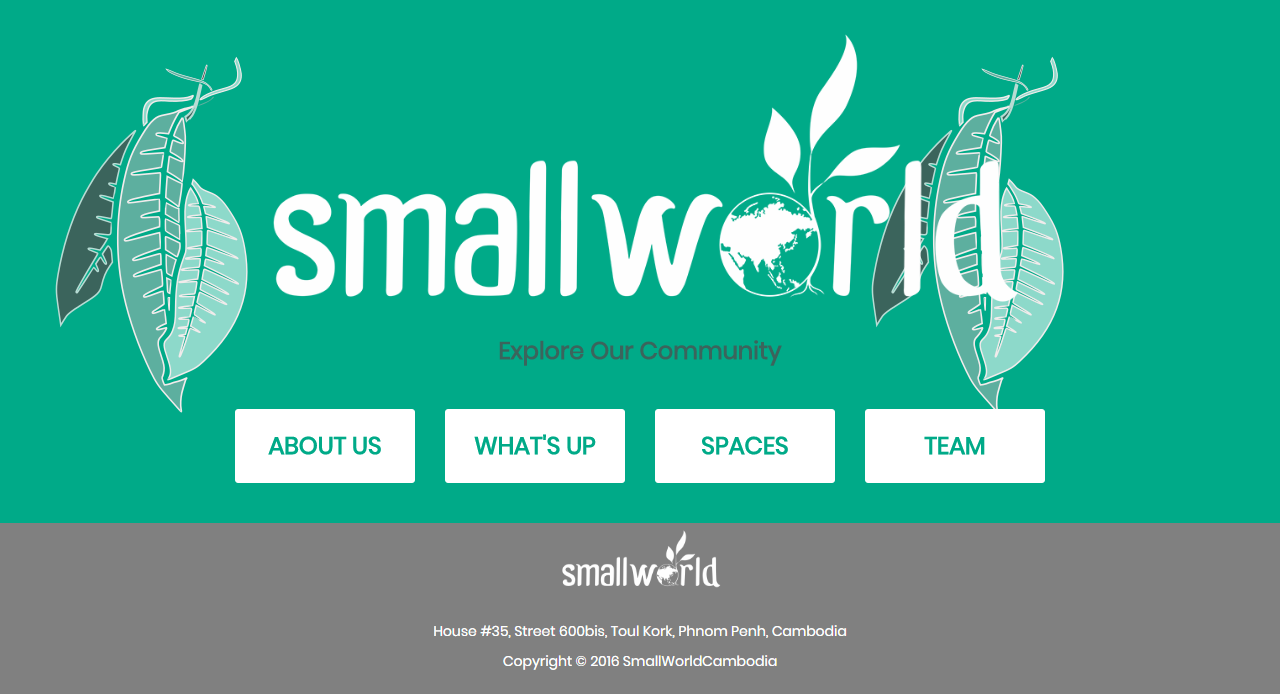 smallworld
Explore Our Community
ABOUT US
WHAT'S UP
SPACES
TEAM
smallworld
House #35, Street 600bis, Toul Kork, Phnom Penh, Cambodia
Copyright © 2016 SmallWorldCambodia